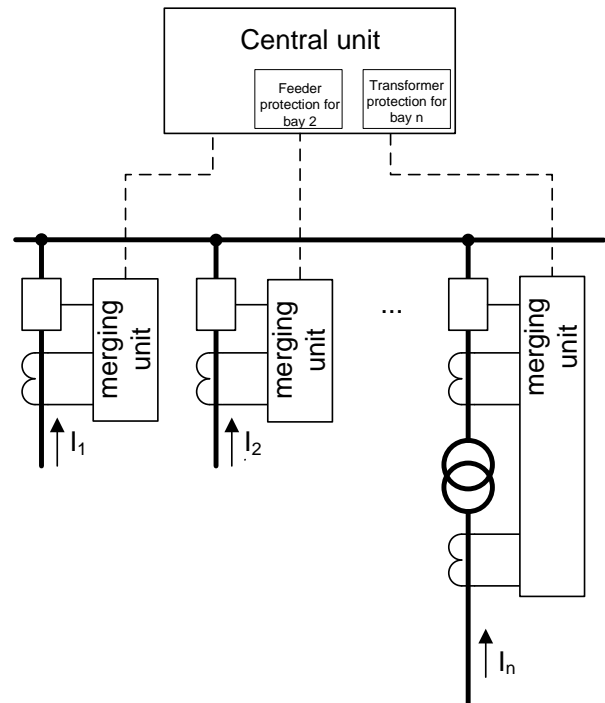 Central unit
Feeder
protection for
bay 2
Transformer
protection for
bay n
merging
unit
merging
unit
...
merging
unit
I1
I2
In